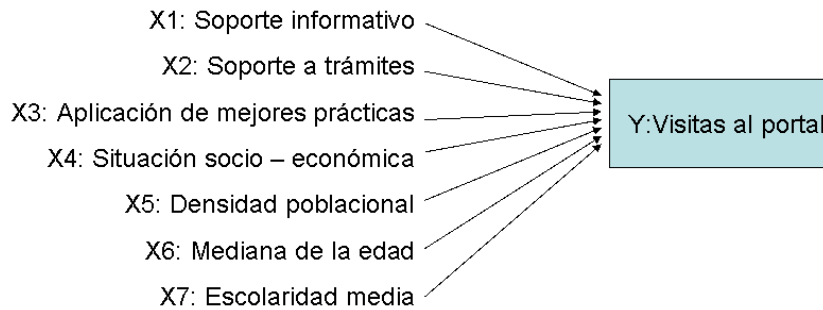 X1: Soporte informativo
X2: Soporte a trámites
X3: Aplicación de mejores prácticas
X4: Situación socio – económica
X5: Densidad poblacional
X6: Mediana de la edad
X7: Escolaridad media
Y:Visitas al portal